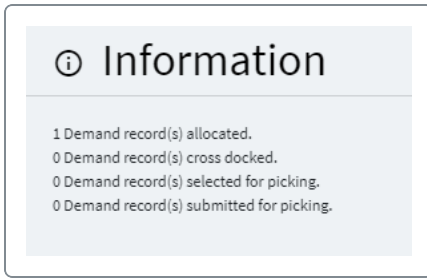 Information
1 Demand record(s) allocated.
0 Demand record(s) cross docked.
0 Demand record(s) selected for picking.
0 Demand record(s) submitted for picking.